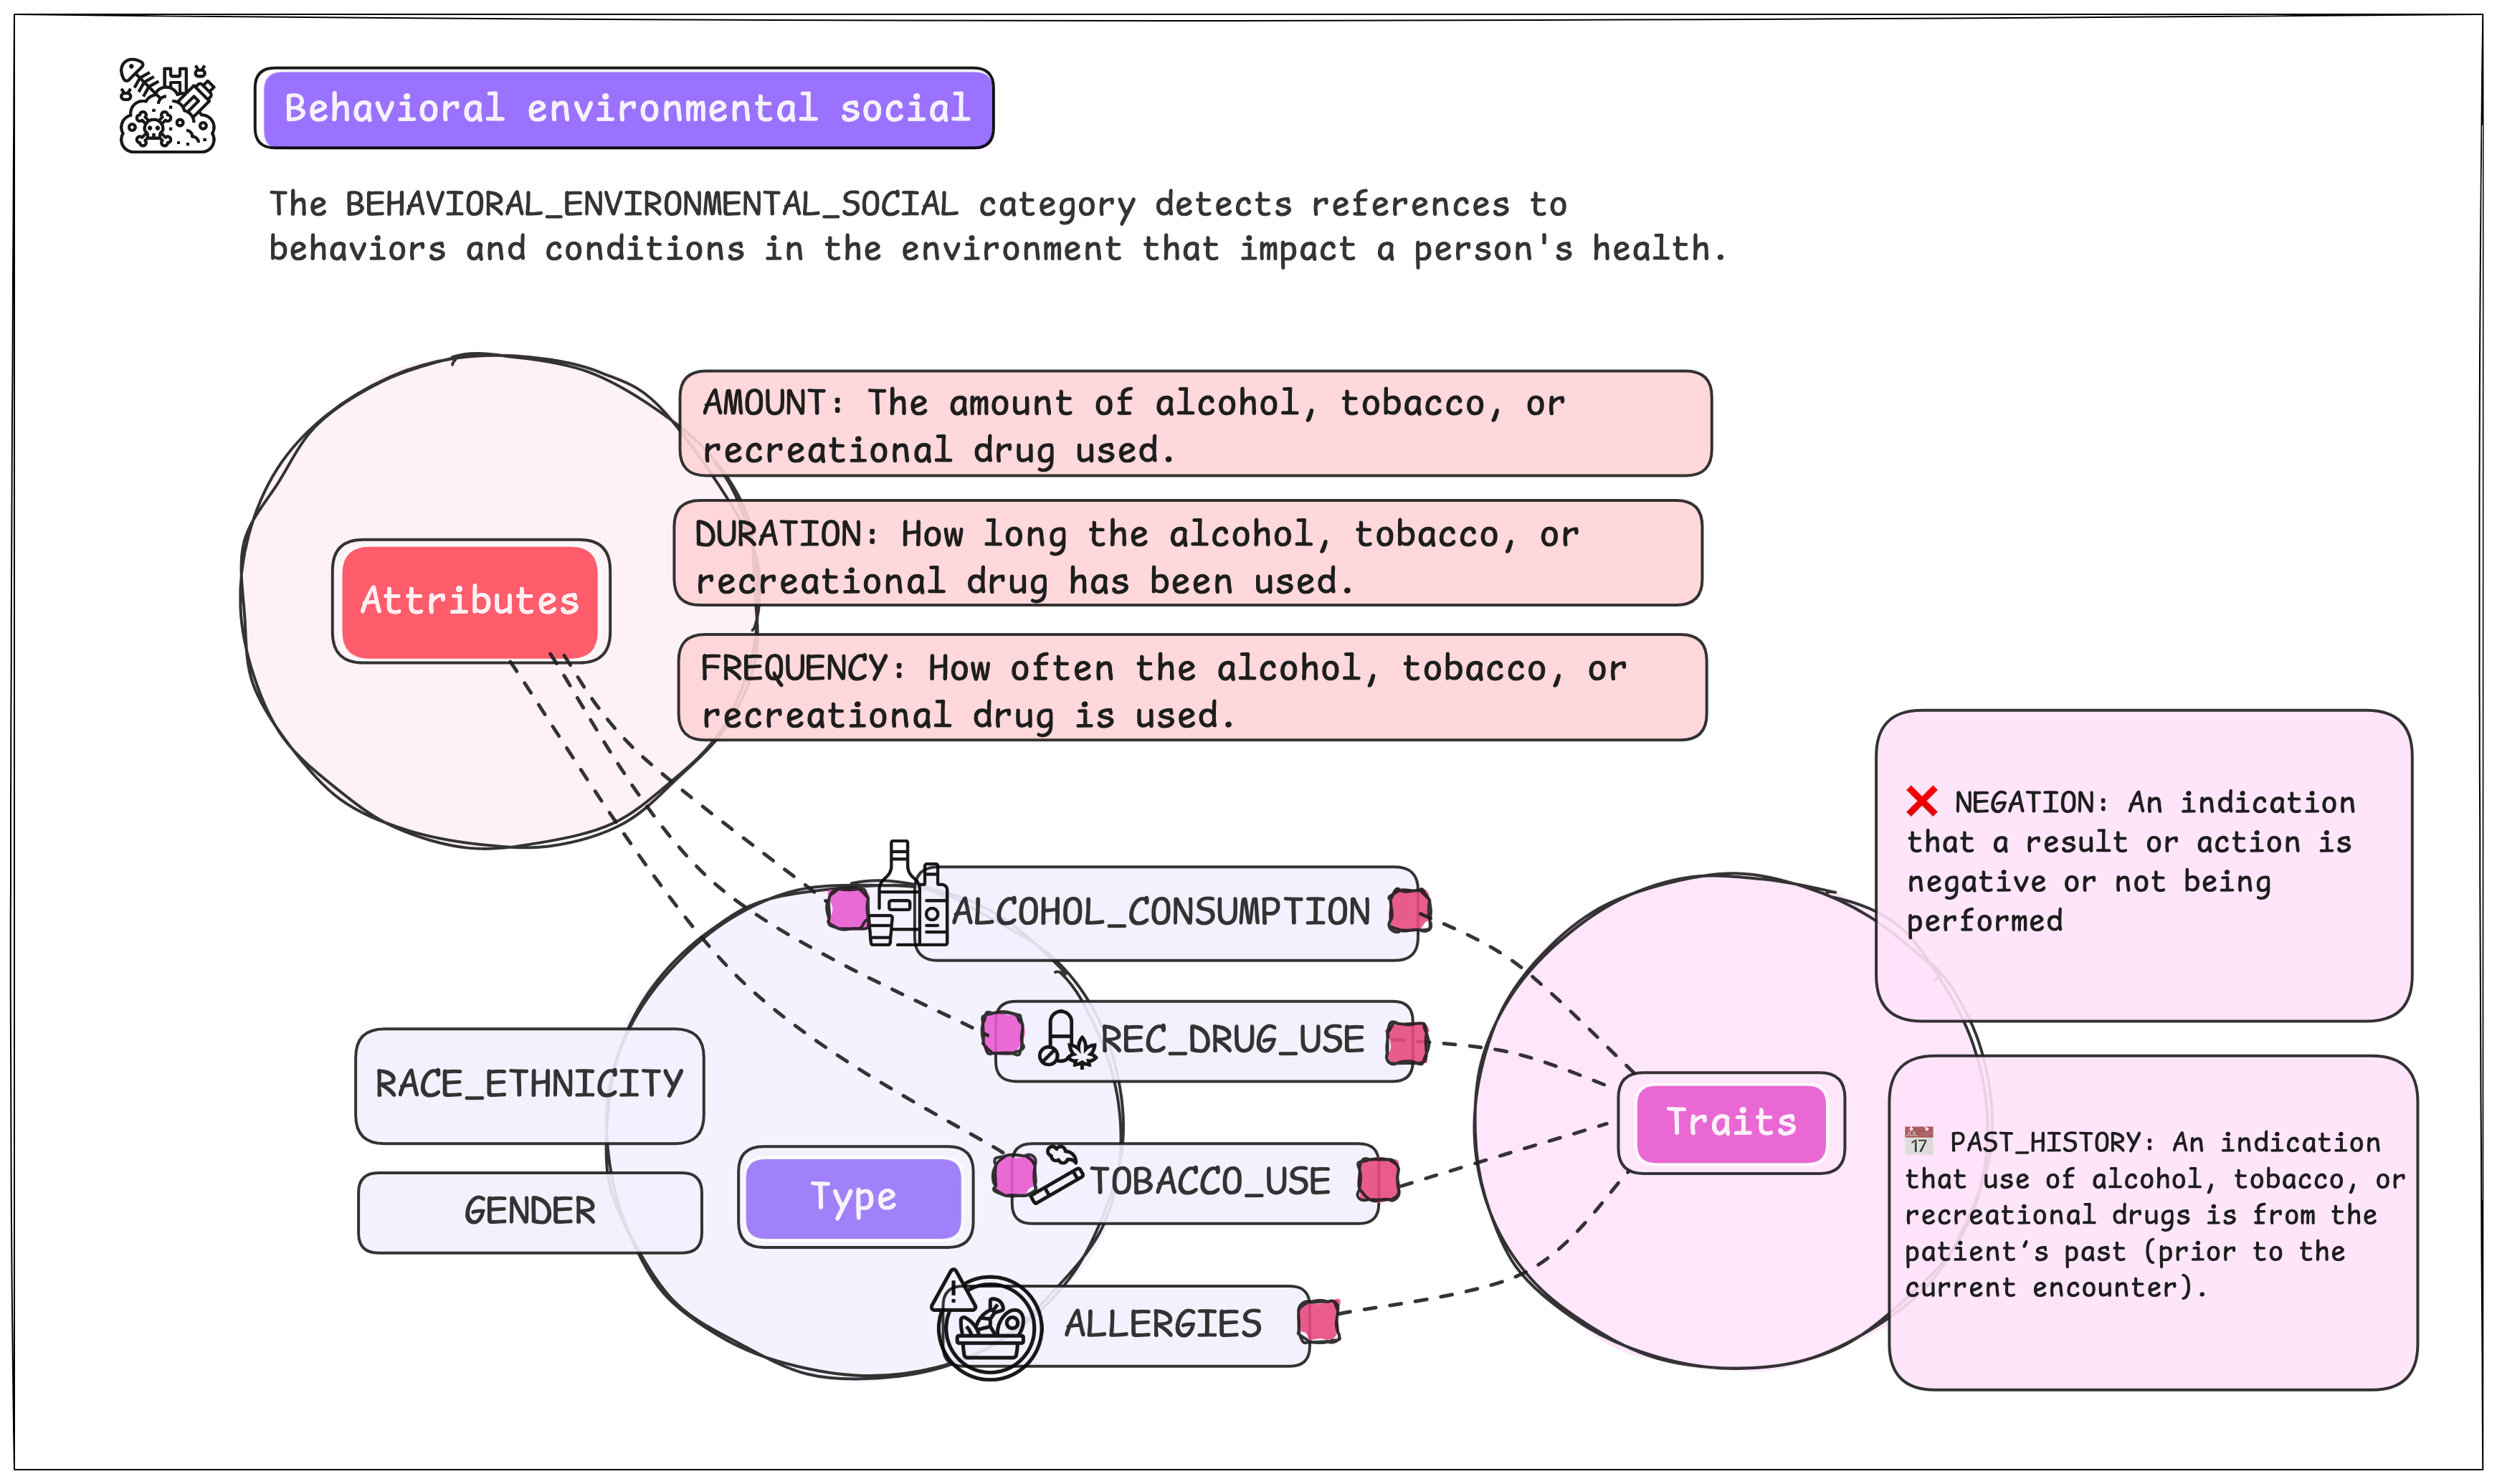 Behavioral environmental social
The BEHAVIORAL_ENVIRONMENTAL_SOCIAL category detects references to
behaviors and conditions in the environment that impact a person's health.
AMOUNT: The amount of alcohol, tobacco, or
recreational drug used.
DURATION: How long the alcohol, tobacco, or
recreational drug has been used.
Attributes
FREQUENCY: How often the alcohol, tobacco, or
recreational drug is used.
❌ NEGATION: An indication
that a result or action is
negative or not being
performed
ALCOHOL_CONSUMPTION
REC_DRUG_USE
RACE_ETHNICITY
TOBACCO_USE
GENDER
Type
ALLERGIES
Traits
17 PAST_HISTORY: An indication
that use of alcohol, tobacco, or
recreational drugs is from the
patient’s past (prior to the
current encounter).